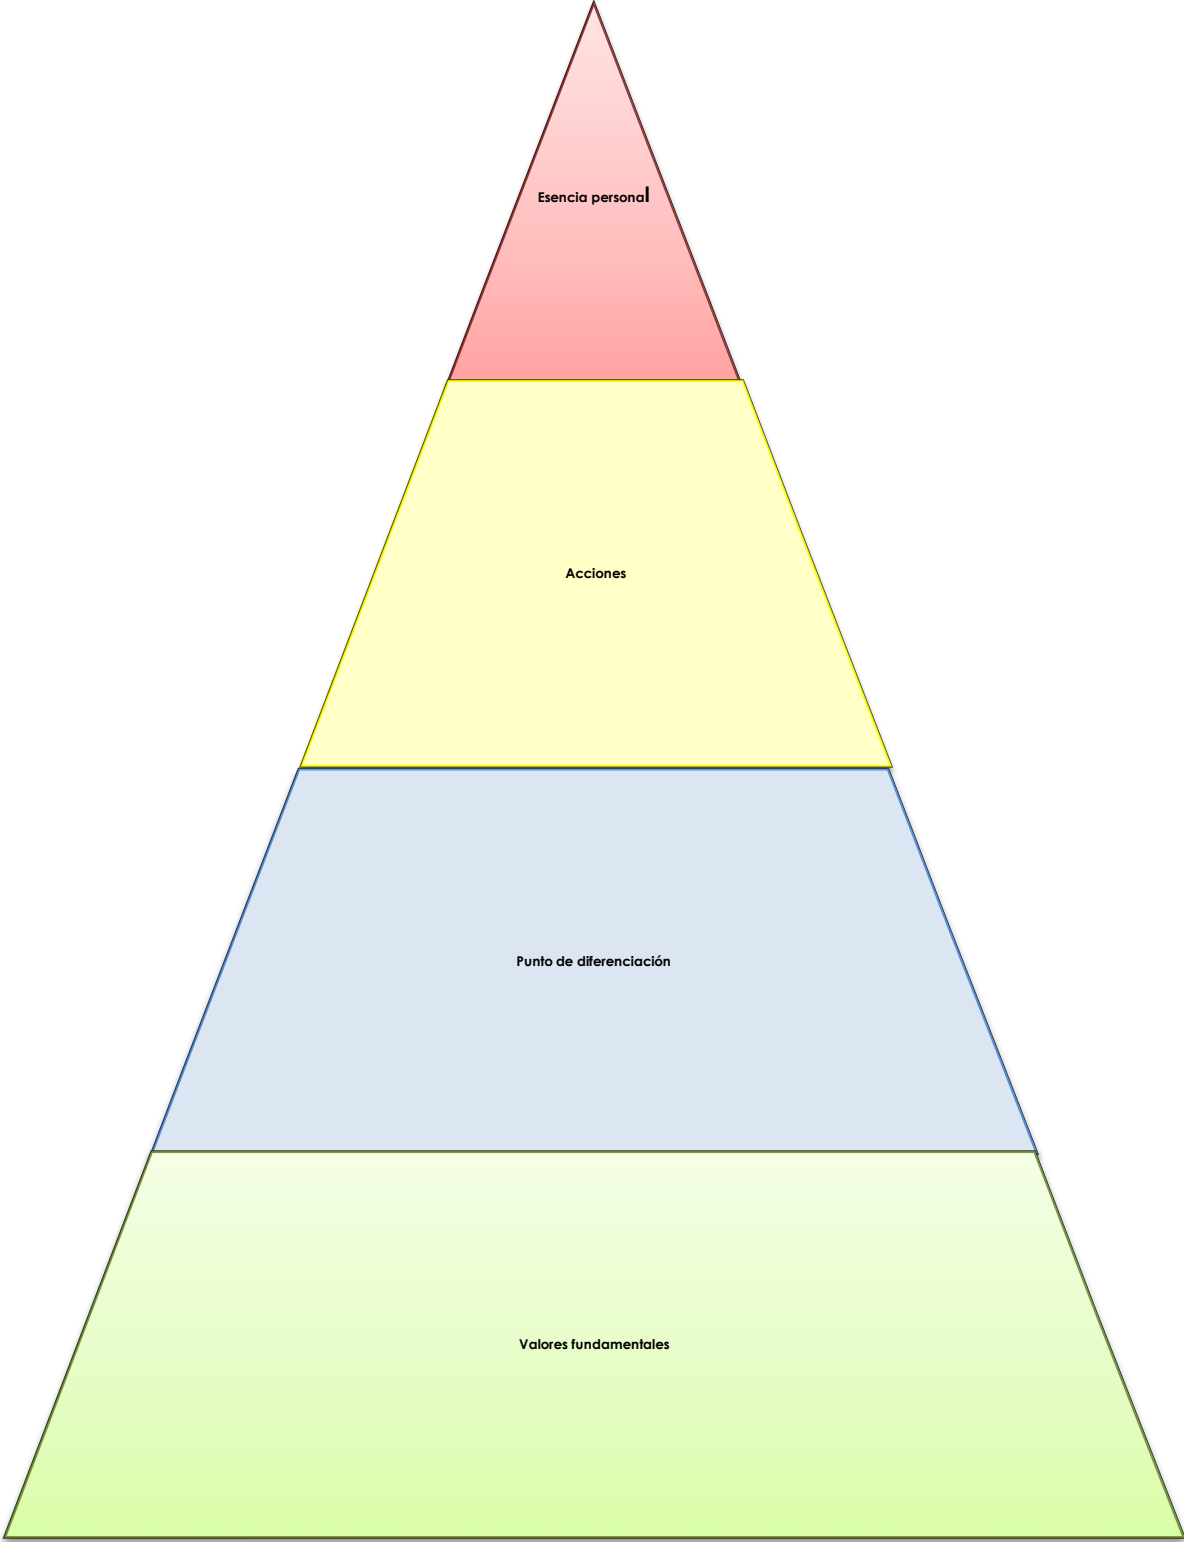 Esencia personal
Acciones
Punto de diferenciación
Valores fundamentales